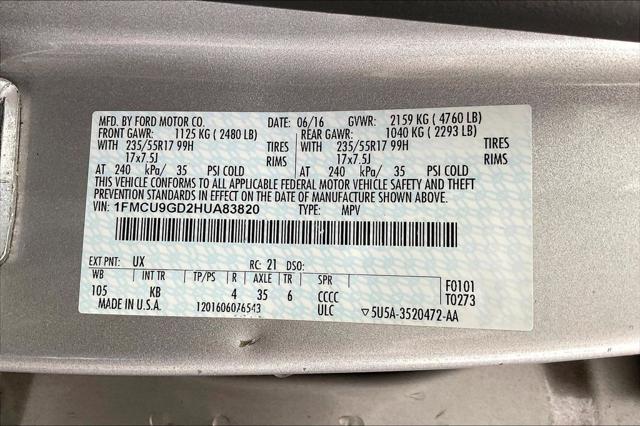 MFD. BY FORD MOTOR CO. DATE: 06/16 GVWR: 2159 KG ( 4760 LB)
FRONT GAWR: 1125 KG ( 2480 LB) REAR GAWR: 1040 KG ( 2293 LB)
WITH 235/55R17 99H TIRES WITH 235/55R17 99H TIRES
17x7.5J RIMS 17x7.5J RIMS
AT 240 kPa/ 35 PSI COLD AT 240 kPa/ 35 PSI COLD
THIS VEHICLE CONFORMS TO ALL APPLICABLE FEDERAL MOTOR VEHICLE SAFETY AND THEFT
PREVENTION STANDARDS IN EFFECT ON THE DATE OF MANUFACTURE SHOWN ABOVE.
VIN: 1FMCU9GD2HUA83820 TYPE: MPV
EXT PNT: UX RC: 21 DSO:
WB INT TR TP/PS R AXLE TR SPR F0101
105 KB 4 35 6 CCCC T0273
MADE IN U.S.A. 1201606076543 ULC ▽5U5A-3520472-AA